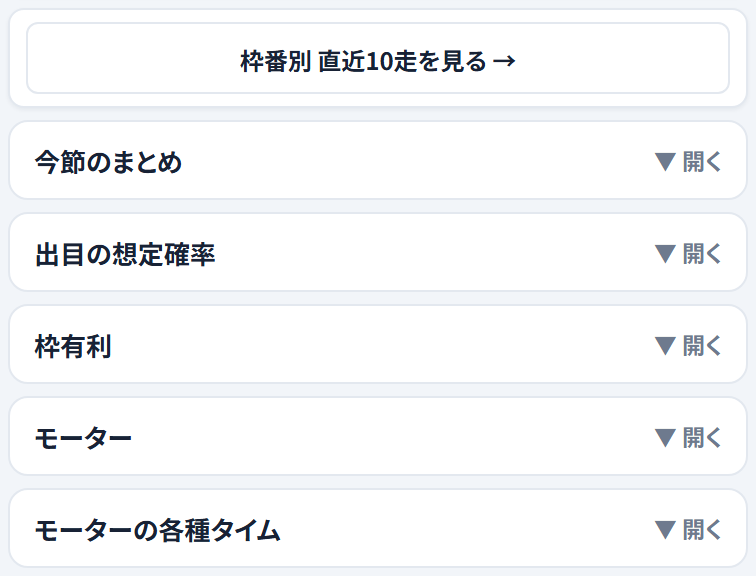 枠番別 直近10走を見る →
今節のまとめ ▼ 開く
出目の想定確率 ▼ 開く
枠有利 ▼ 開く
モーター ▼ 開く
モーターの各種タイム ▼ 開く